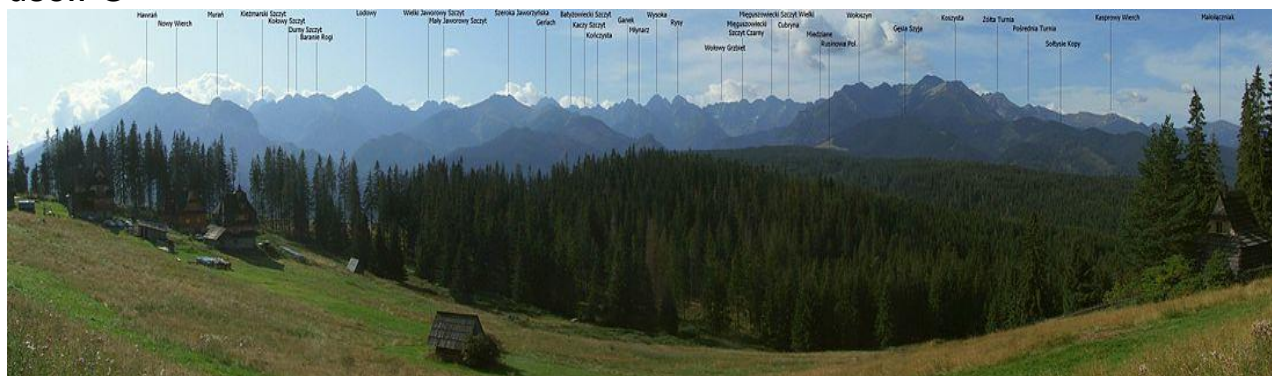 Hawrań
Nowy Wierch
Murań
Kieżmarski Szczyt
Kołowy Szczyt
Durny Szczyt
Baranie Rogi
Lodowy
Wielki Jaworowy Szczyt
Mały Jaworowy Szczyt
Szeroka Jaworzyńska
Gerlach
Batyżowiecki Szczyt
Kaczy Szczyt
Kończysta
Ganek
Młynarz
Wysoka
Rysy
Wołowy Grzbiet
Mięguszowiecki
Szczyt Czarny
Mięguszowiecki Szczyt Wielki
Cubryna
Miedziane
Rusinowa Pol.
Wołoszyn
Gęsia Szyja
Koszysta
Żółta Turnia
Pośrednia Turnia
Sołtysie Kopy
Kasprowy Wierch
Małołączniak